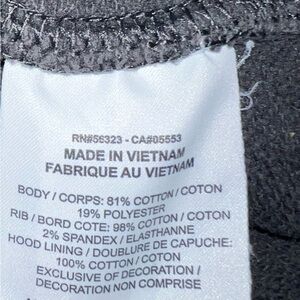 RN#56323 - CA#05553
MADE IN VIETNAM
FABRIQUE AU VIETNAM
BODY / CORPS: 81% COTTON / COTON
19% POLYESTER
RIB / BORD COTE: 98% COTTON / COTON
2% SPANDEX / ELASTHANNE
HOOD LINING / DOUBLURE DE CAPUCHE:
100% COTTON / COTON
EXCLUSIVE OF DECORATION /
DECORATION NON COMPRISE